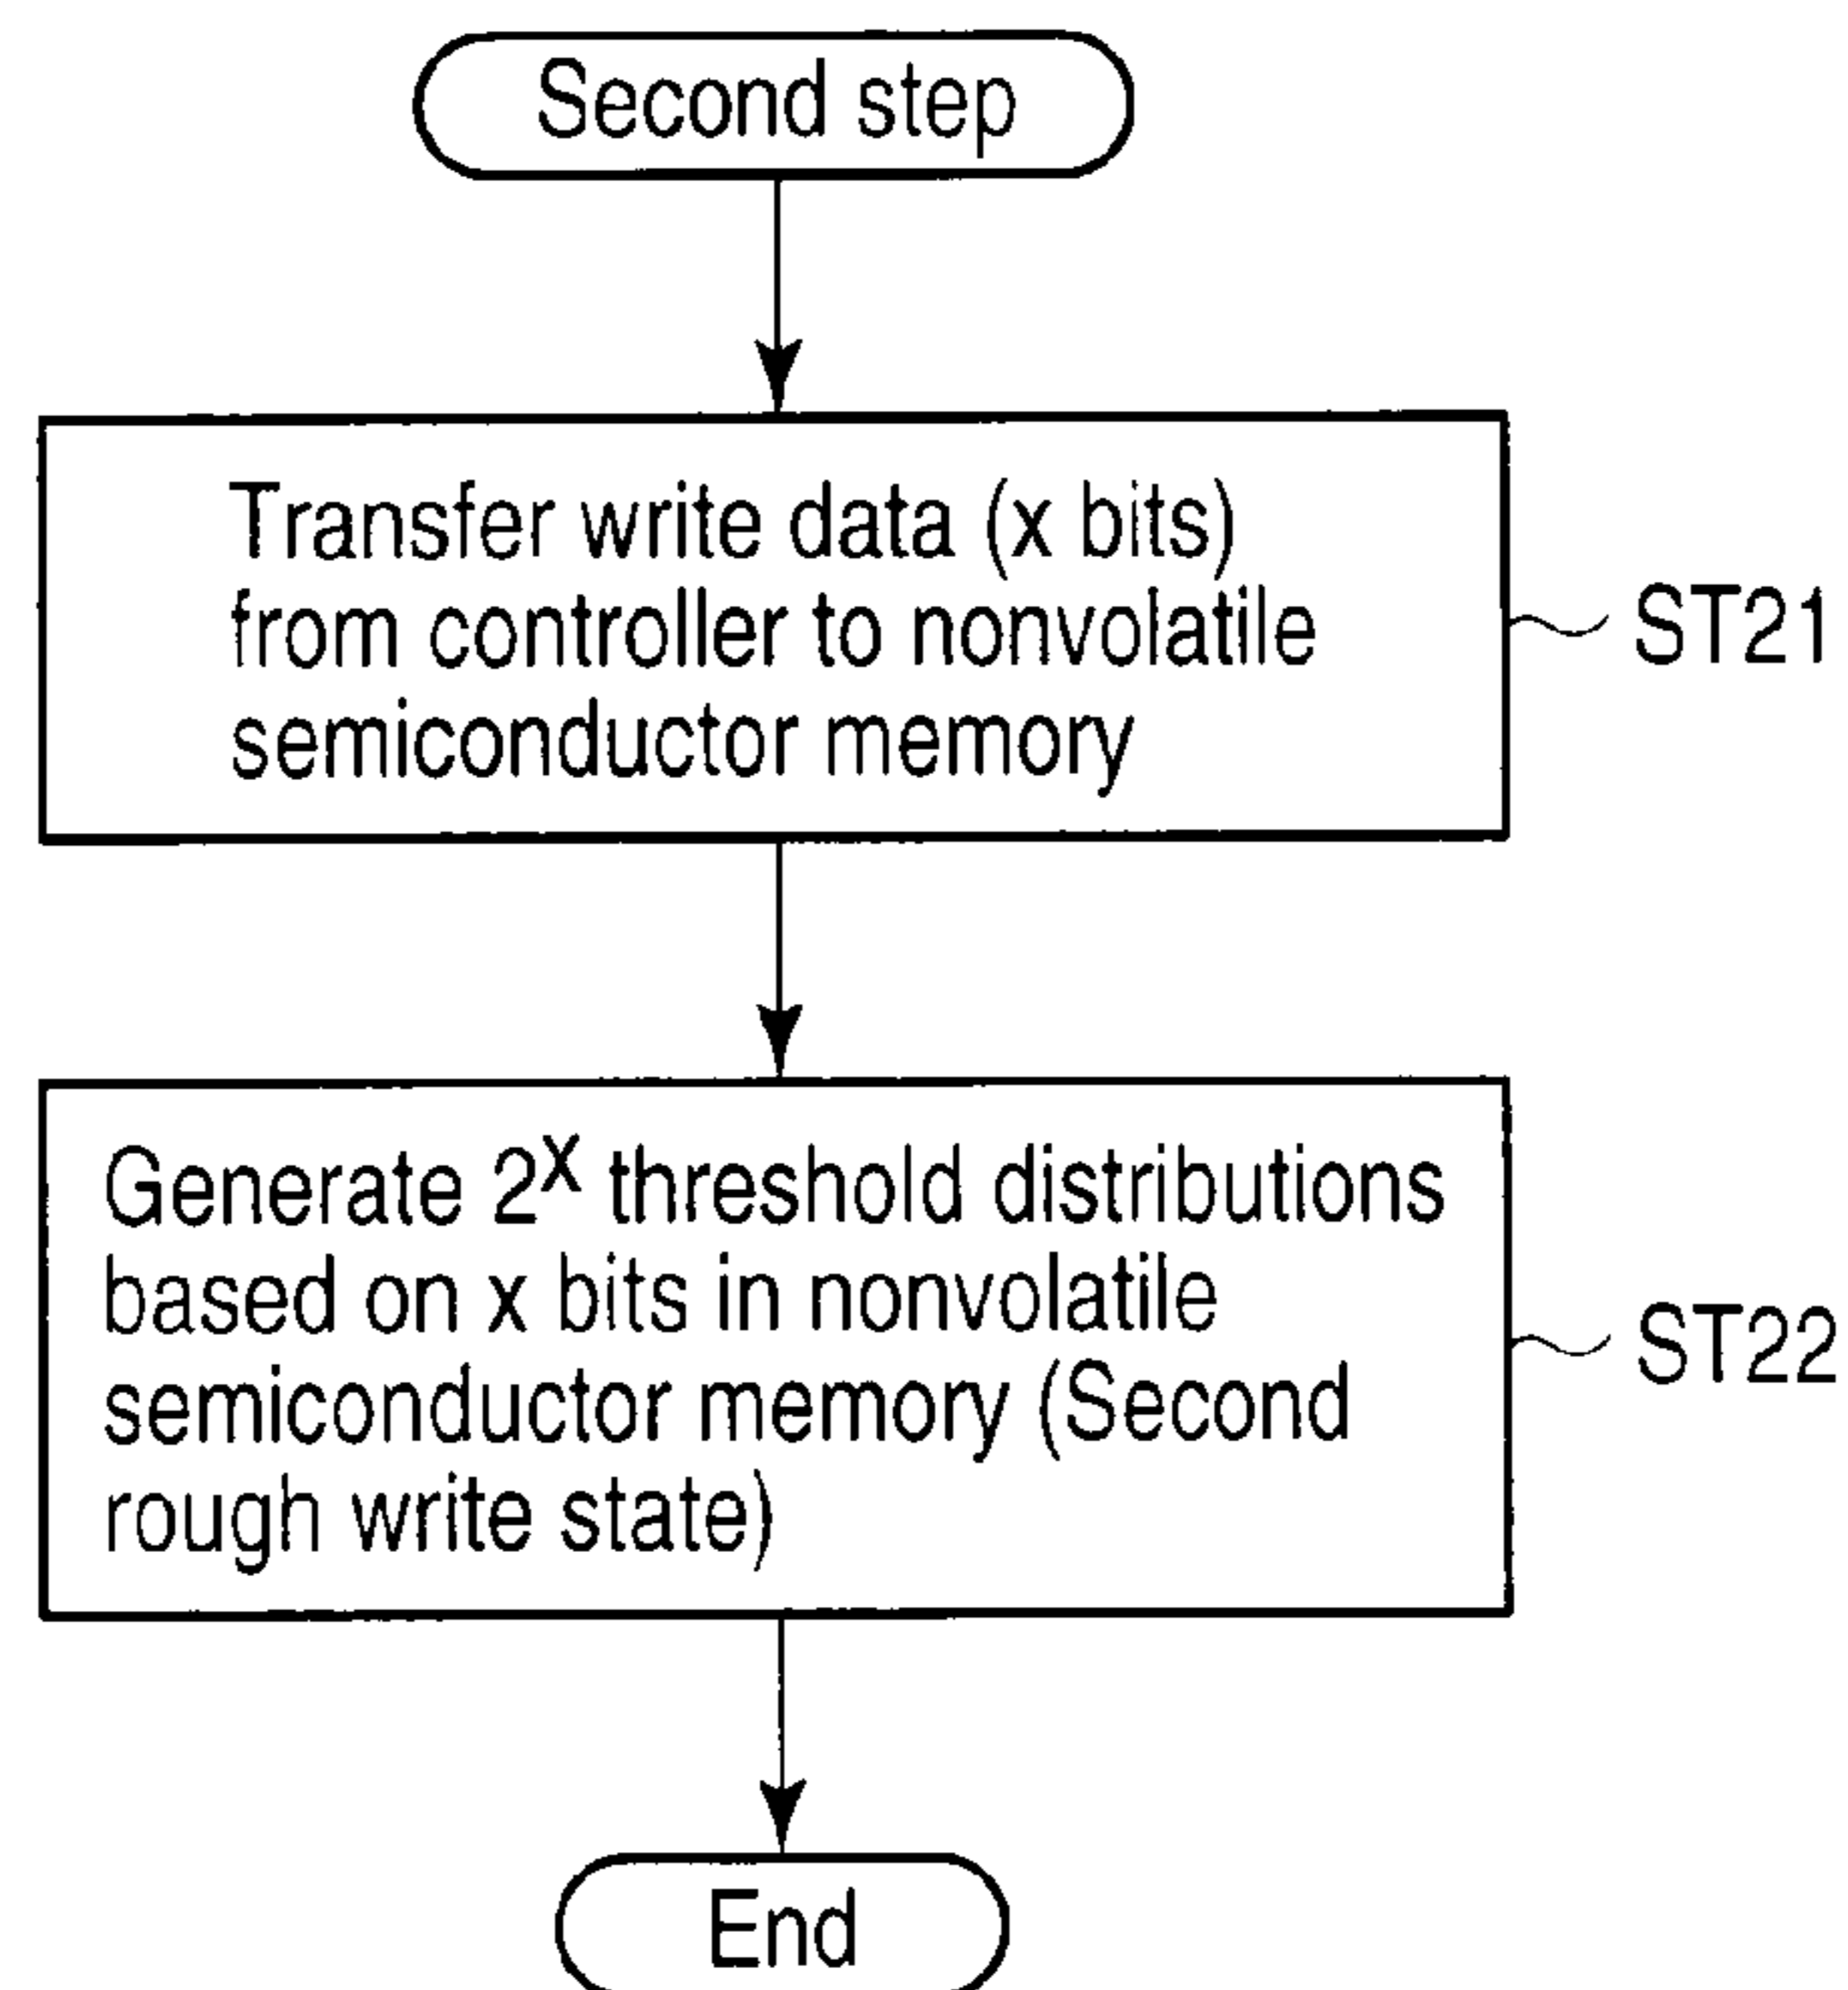 Second step
Transfer write data (x bits)
from controller to nonvolatile
semiconductor memory
ST21
Generate 2^X threshold distributions
based on x bits in nonvolatile
semiconductor memory (Second
rough write state)
ST22
End